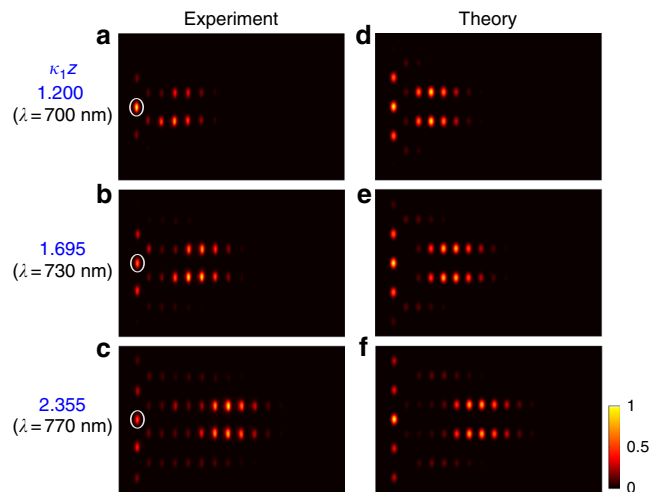 Experiment
Theory
a
d
κ₁z
1.200
(λ = 700 nm)
b
e
1.695
(λ = 730 nm)
c
f
2.355
(λ = 770 nm)
1
0.5
0